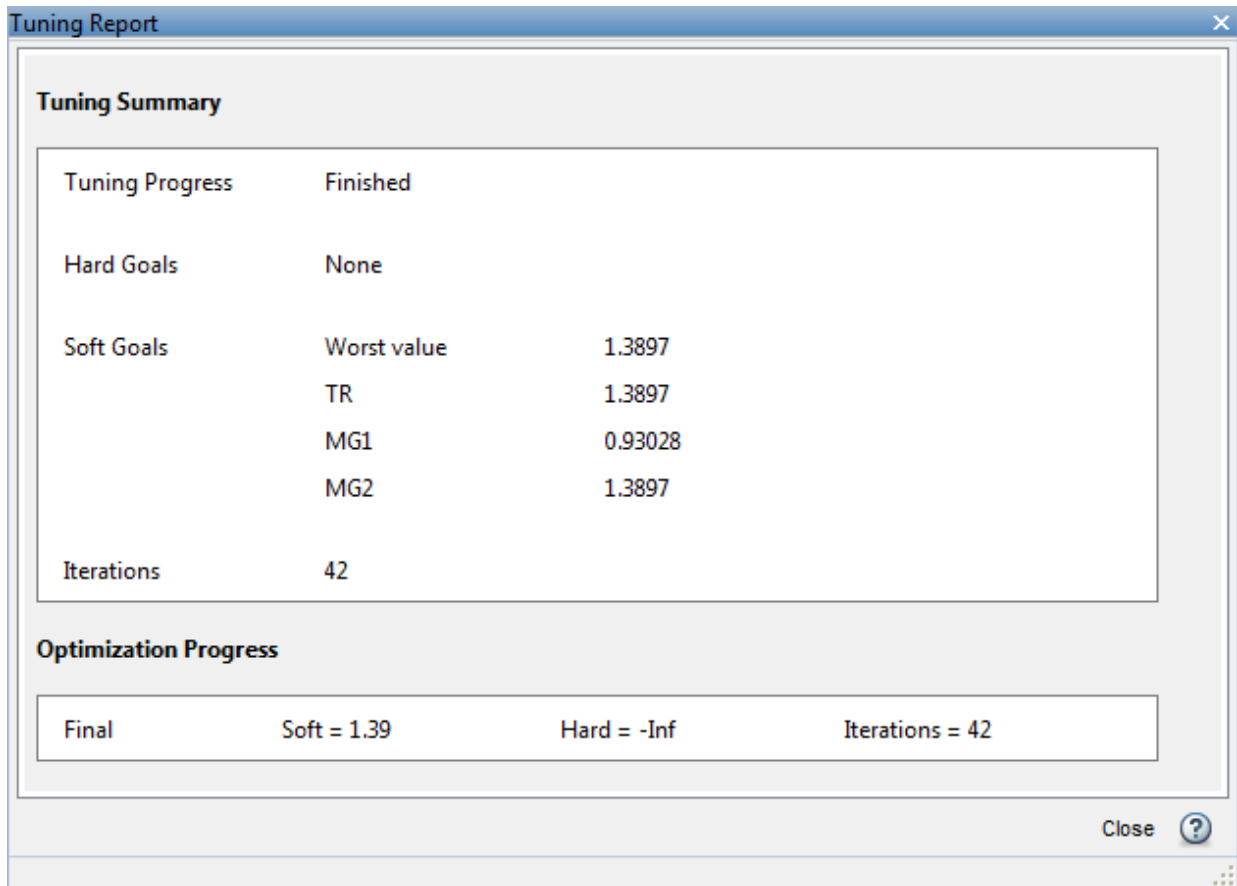 Tuning Report
Tuning Summary
Tuning Progress Finished
Hard Goals None
Soft Goals Worst value 1.3897
TR 1.3897
MG1 0.93028
MG2 1.3897
Iterations 42
Optimization Progress
Final Soft = 1.39 Hard = -Inf Iterations = 42
Close ?